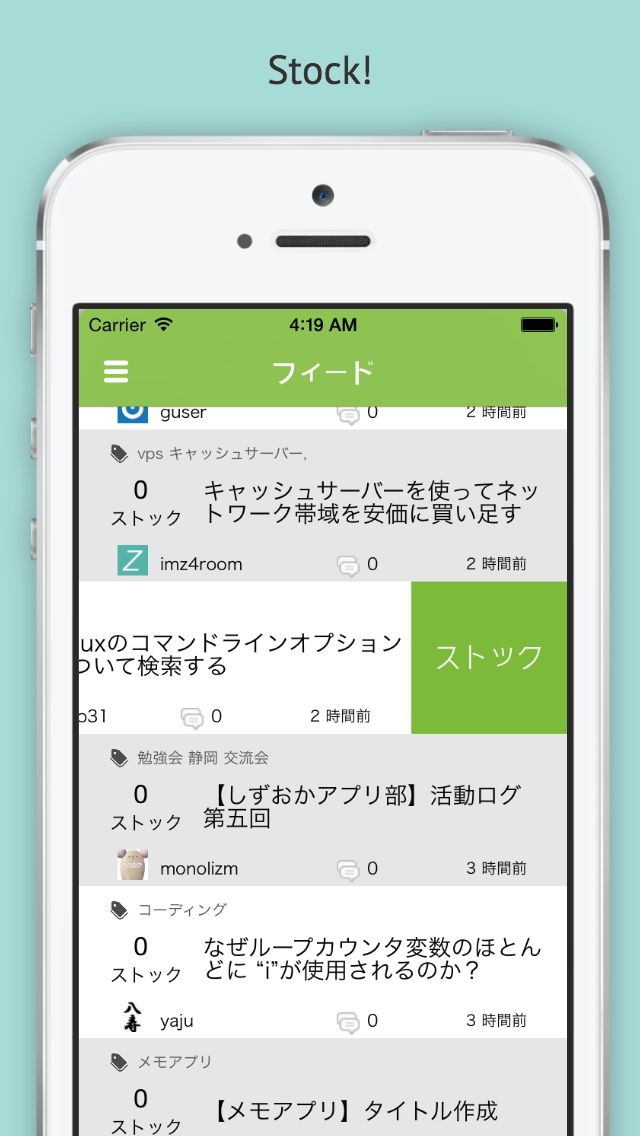 Stock!
Carrier 4:19 AM
フィード
guser 0 2 時間前
vps キャッシュサーバー,
0
ストック
キャッシュサーバーを使ってネッ
トワーク帯域を安価に買い足す
imz4room 0 2 時間前
uxのコマンドラインオプション
ついて検索する
ストック
o31 0 2 時間前
勉強会 静岡 交流会
0
ストック
【しずおかアプリ部】活動ログ
第五回
monolizm 0 3 時間前
コーディング
0
ストック
なぜループカウンタ変数のほとん
どに “i”が使用されるのか？
八寿
yaju 0 3 時間前
メモアプリ
0
ストック
【メモアプリ】タイトル作成